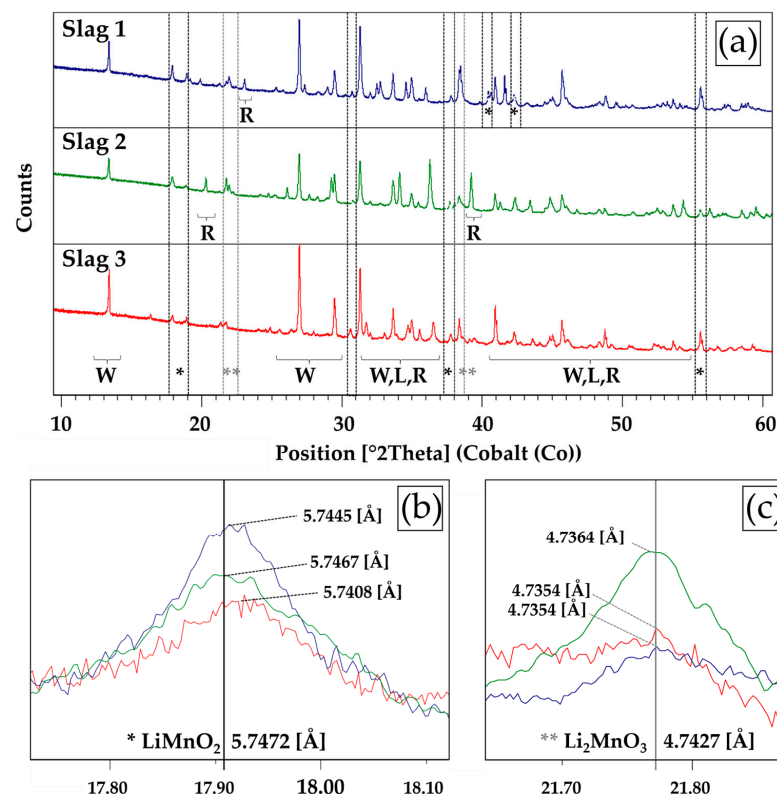 Slag 1
(a)
R
*
*
Slag 2
R
R
Slag 3
W
*
**
W
W,L,R
*
**
W,L,R
*
Counts
10
20
30
40
50
60
Position [°2Theta] (Cobalt (Co))
(b)
5.7445 [Å]
5.7467 [Å]
5.7408 [Å]
* LiMnO₂
5.7472 [Å]
17.80
17.90
18.00
18.10
(c)
4.7364 [Å]
4.7354 [Å]
4.7354 [Å]
** Li₂MnO₃
4.7427 [Å]
21.70
21.80